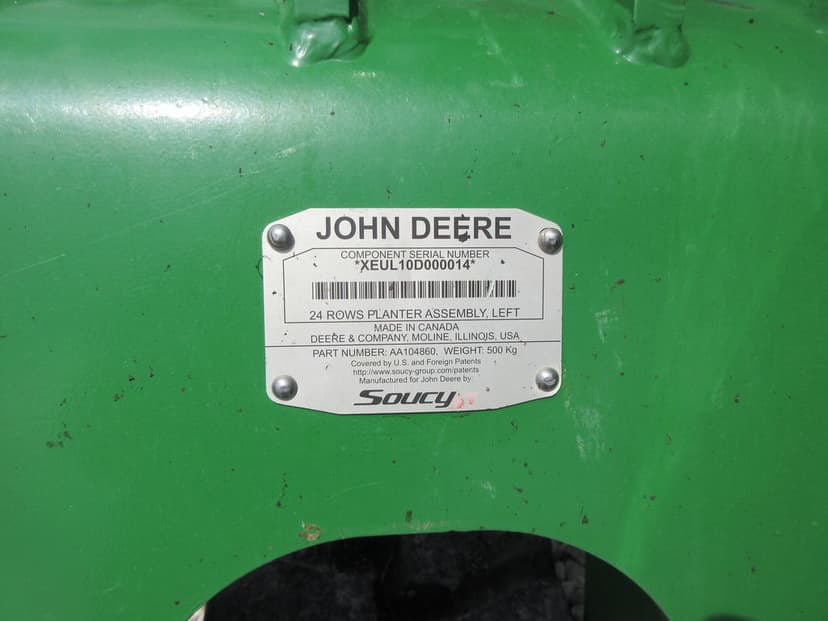 JOHN DEERE
COMPONENT SERIAL NUMBER
*XEUL10D000014*
24 ROWS PLANTER ASSEMBLY, LEFT
MADE IN CANADA
DEERE & COMPANY, MOLINE, ILLINOIS, USA
PART NUMBER: AA104860, WEIGHT: 500 Kg
Covered by U.S. and Foreign Patents
http://www.soucy-group.com/patents
Manufactured for John Deere by:
Soucy